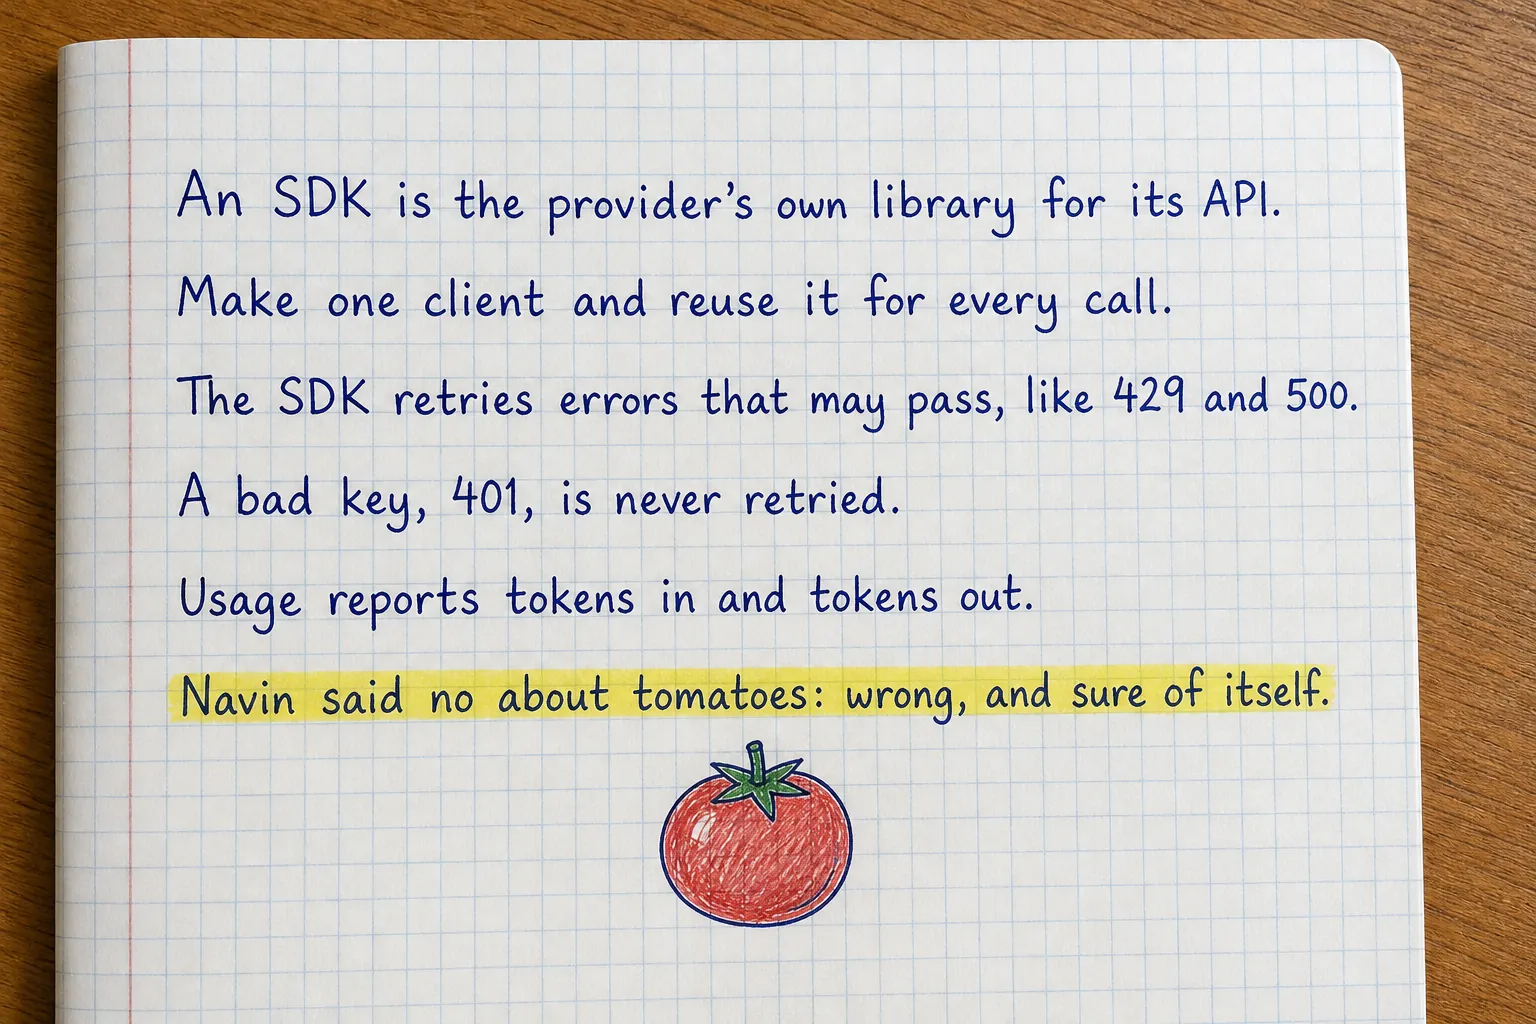 An SDK is the provider's own library for its API.
Make one client and reuse it for every call.
The SDK retries errors that may pass, like 429 and 500.
A bad key, 401, is never retried.
Usage reports tokens in and tokens out.
Navin said no about tomatoes: wrong, and sure of itself.